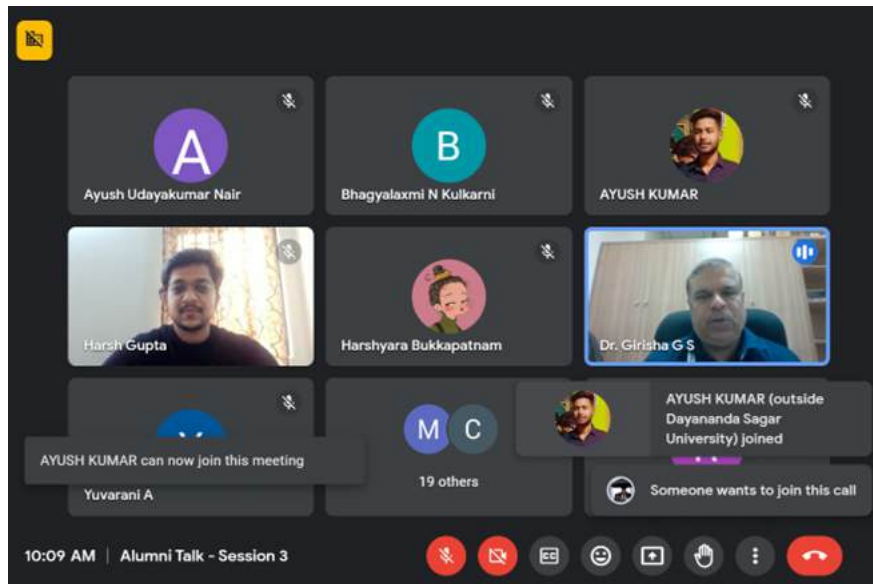 A
Ayush Udayakumar Nair
B
Bhagyalaxmi N Kulkarni
AYUSH KUMAR
Harsh Gupta
Harshyara Bukkapatnam
Dr. Girisha G S
AYUSH KUMAR can now join this meeting
Yuvarani A
M C
19 others
AYUSH KUMAR (outside
Dayananda Sagar
University) joined
Someone wants to join this call
10:09 AM | Alumni Talk - Session 3
CC